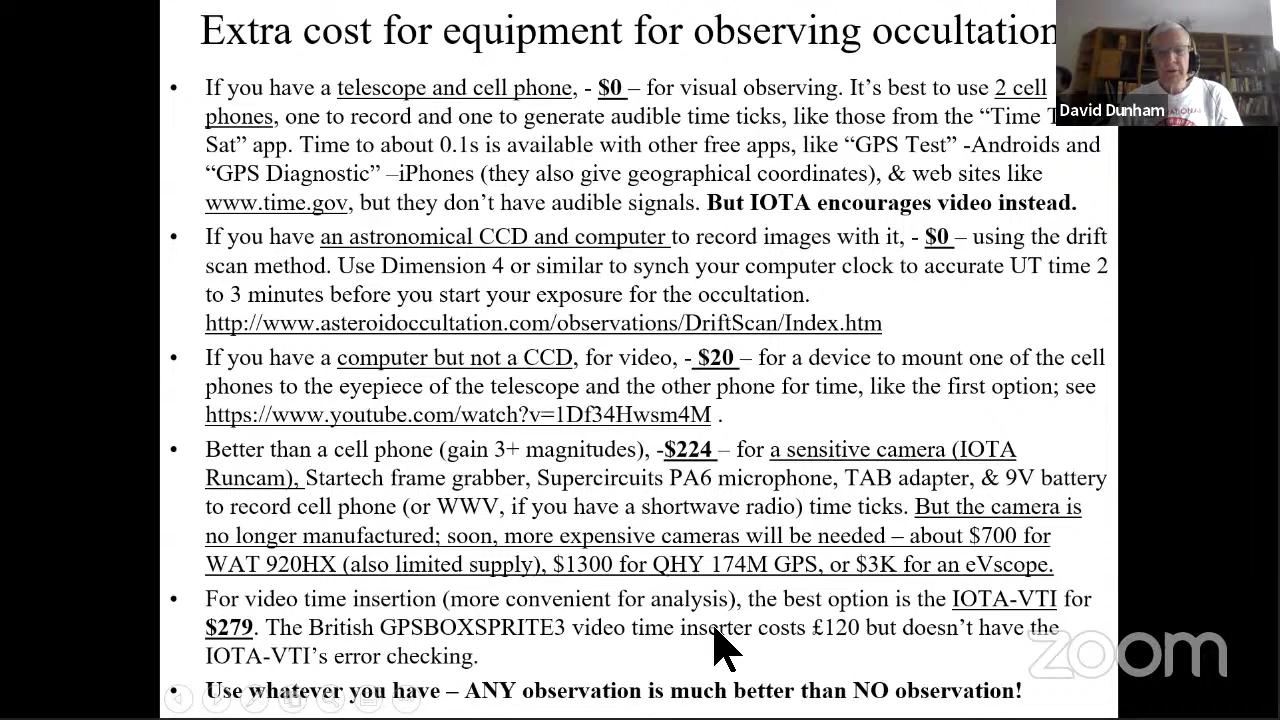 Extra cost for equipment for observing occultation
• If you have a telescope and cell phone, - $0 – for visual observing. It’s best to use 2 cell
phones, one to record and one to generate audible time ticks, like those from the “Time
Sat” app. Time to about 0.1s is available with other free apps, like “GPS Test” -Androids and
“GPS Diagnostic” –iPhones (they also give geographical coordinates), & web sites like
www.time.gov, but they don’t have audible signals. But IOTA encourages video instead.
• If you have an astronomical CCD and computer to record images with it, - $0 – using the drift
scan method. Use Dimension 4 or similar to synch your computer clock to accurate UT time 2
to 3 minutes before you start your exposure for the occultation.
http://www.asteroidoccultation.com/observations/DriftScan/Index.htm
• If you have a computer but not a CCD, for video, - $20 – for a device to mount one of the cell
phones to the eyepiece of the telescope and the other phone for time, like the first option; see
https://www.youtube.com/watch?v=1Df34Hwsm4M .
• Better than a cell phone (gain 3+ magnitudes), -$224 – for a sensitive camera (IOTA
Runcam), Startech frame grabber, Supercircuits PA6 microphone, TAB adapter, & 9V battery
to record cell phone (or WWV, if you have a shortwave radio) time ticks. But the camera is
no longer manufactured; soon, more expensive cameras will be needed – about $700 for
WAT 920HX (also limited supply), $1300 for QHY 174M GPS, or $3K for an eVscope.
• For video time insertion (more convenient for analysis), the best option is the IOTA-VTI for
$279. The British GPSBOXSPRITE3 video time inserter costs £120 but doesn’t have the
IOTA-VTI’s error checking.
• Use whatever you have – ANY observation is much better than NO observation!
David Dunham
zoom